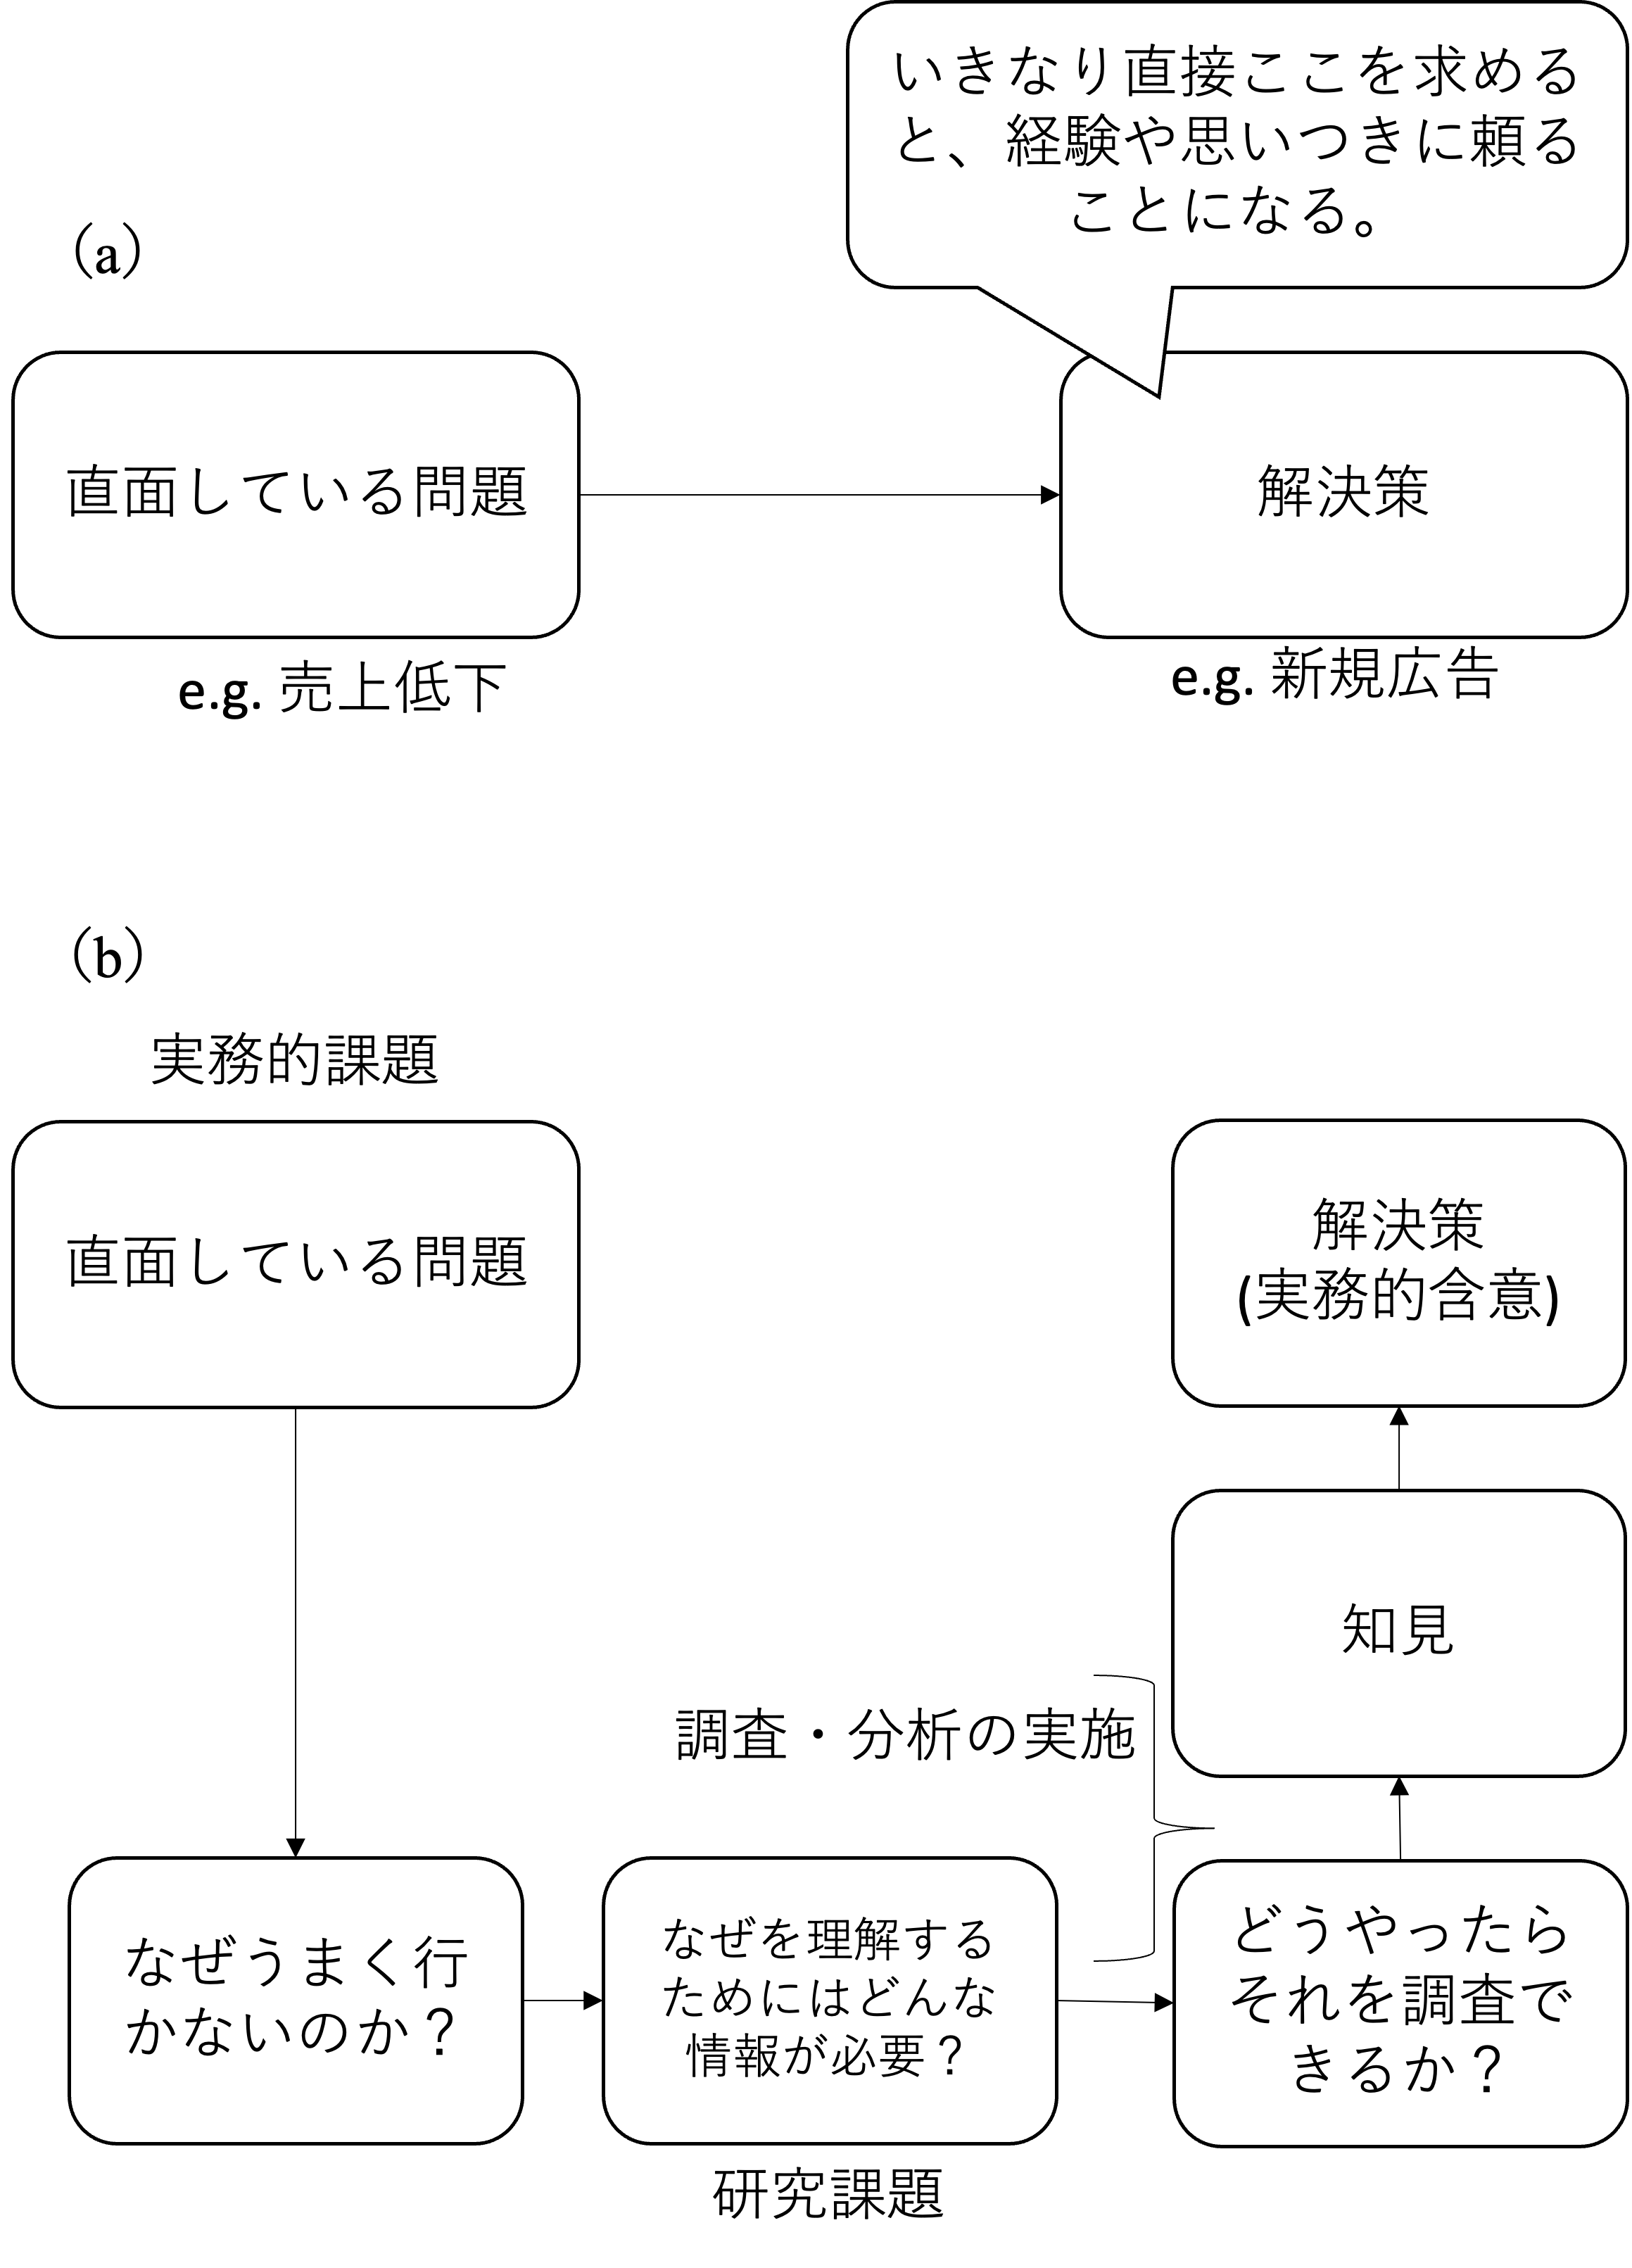 いきなり直接ここを求める
と、経験や思いつきに頼る
ことになる。
（a）
直面している問題
解決策
e.g. 売上低下
e.g. 新規広告
（b）
実務的課題
直面している問題
解決策
(実務的含意)
知見
調査・分析の実施
なぜうまく行
かないのか？
なぜを理解する
ためにはどんな
情報が必要？
どうやったら
それを調査で
きるか？
研究課題